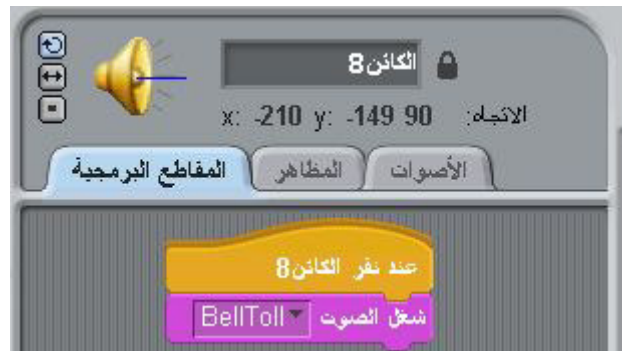 الكائن8
x: -210 y: -149 90 :الاتجاه
الأصوات المظاهر المقاطع البرمجية
عند نقر الكائن8
شغل الصوت BellToll